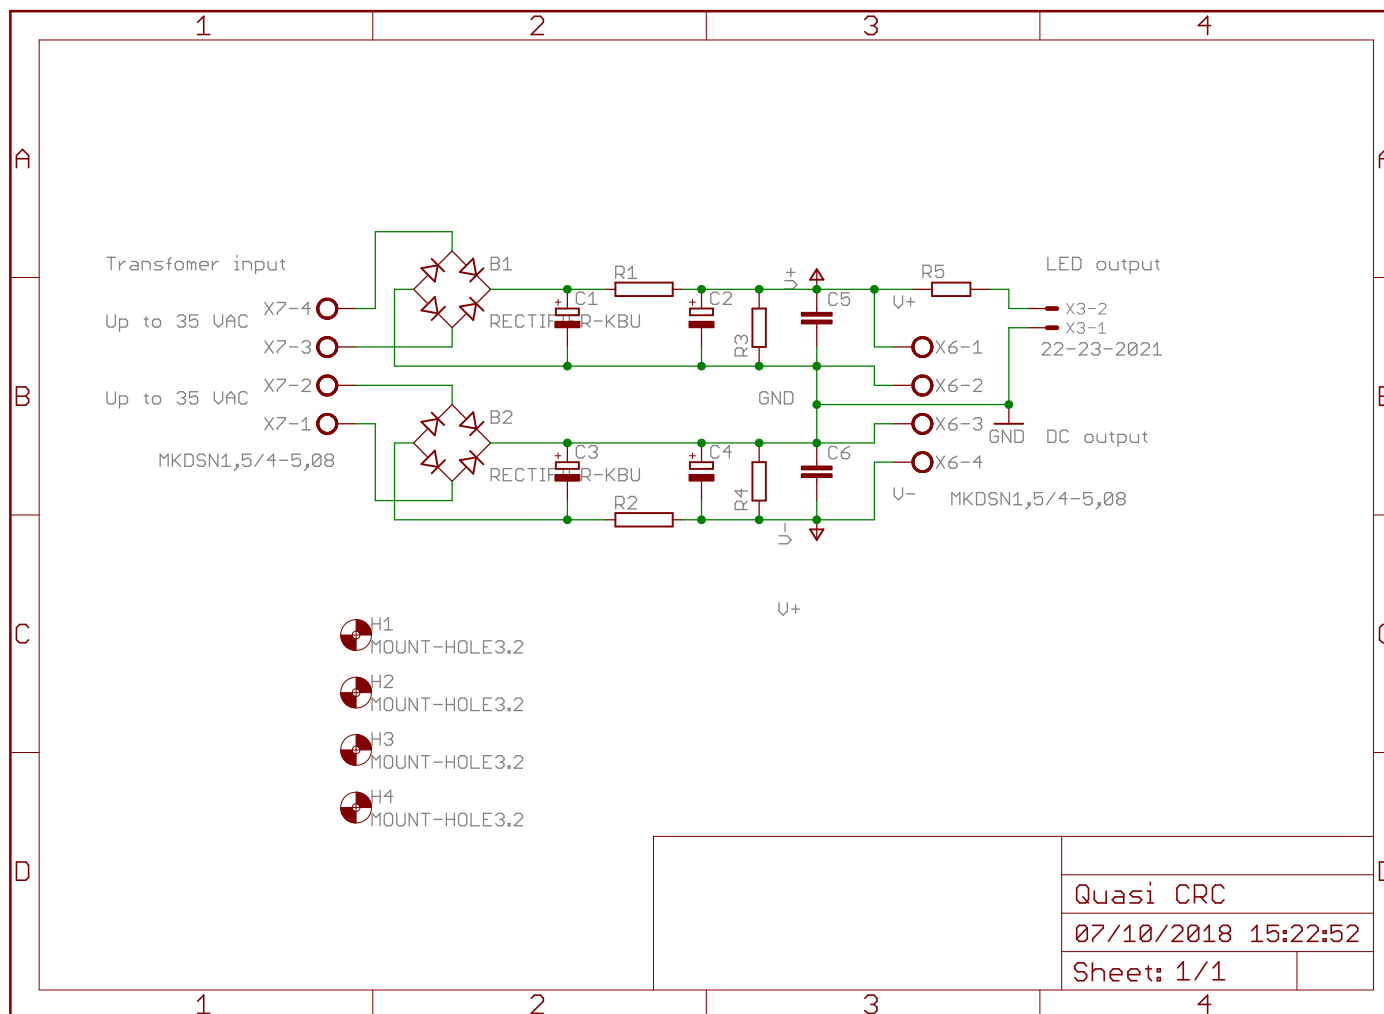 1 2 3 4
A A
Transfomer input
B1
R1
V+
R5
LED output
X7-4
C1
C2
C5
V+
X3-2
Up to 35 VAC
RECTIFIER-KBU
X3-1
X7-3
R3
X6-1
22-23-2021
X7-2
X6-2
B B
Up to 35 VAC
GND
X7-1
B2
X6-3
GND
DC output
MKDSN1,5/4-5,08
C3
C4
C6
X6-4
RECTIFIER-KBU
R2
R4
V-
MKDSN1,5/4-5,08
V-
V+
C C
H1
MOUNT-HOLE3.2
H2
MOUNT-HOLE3.2
H3
MOUNT-HOLE3.2
H4
MOUNT-HOLE3.2
D D
Quasi CRC
07/10/2018 15:22:52
Sheet: 1/1
1 2 3 4